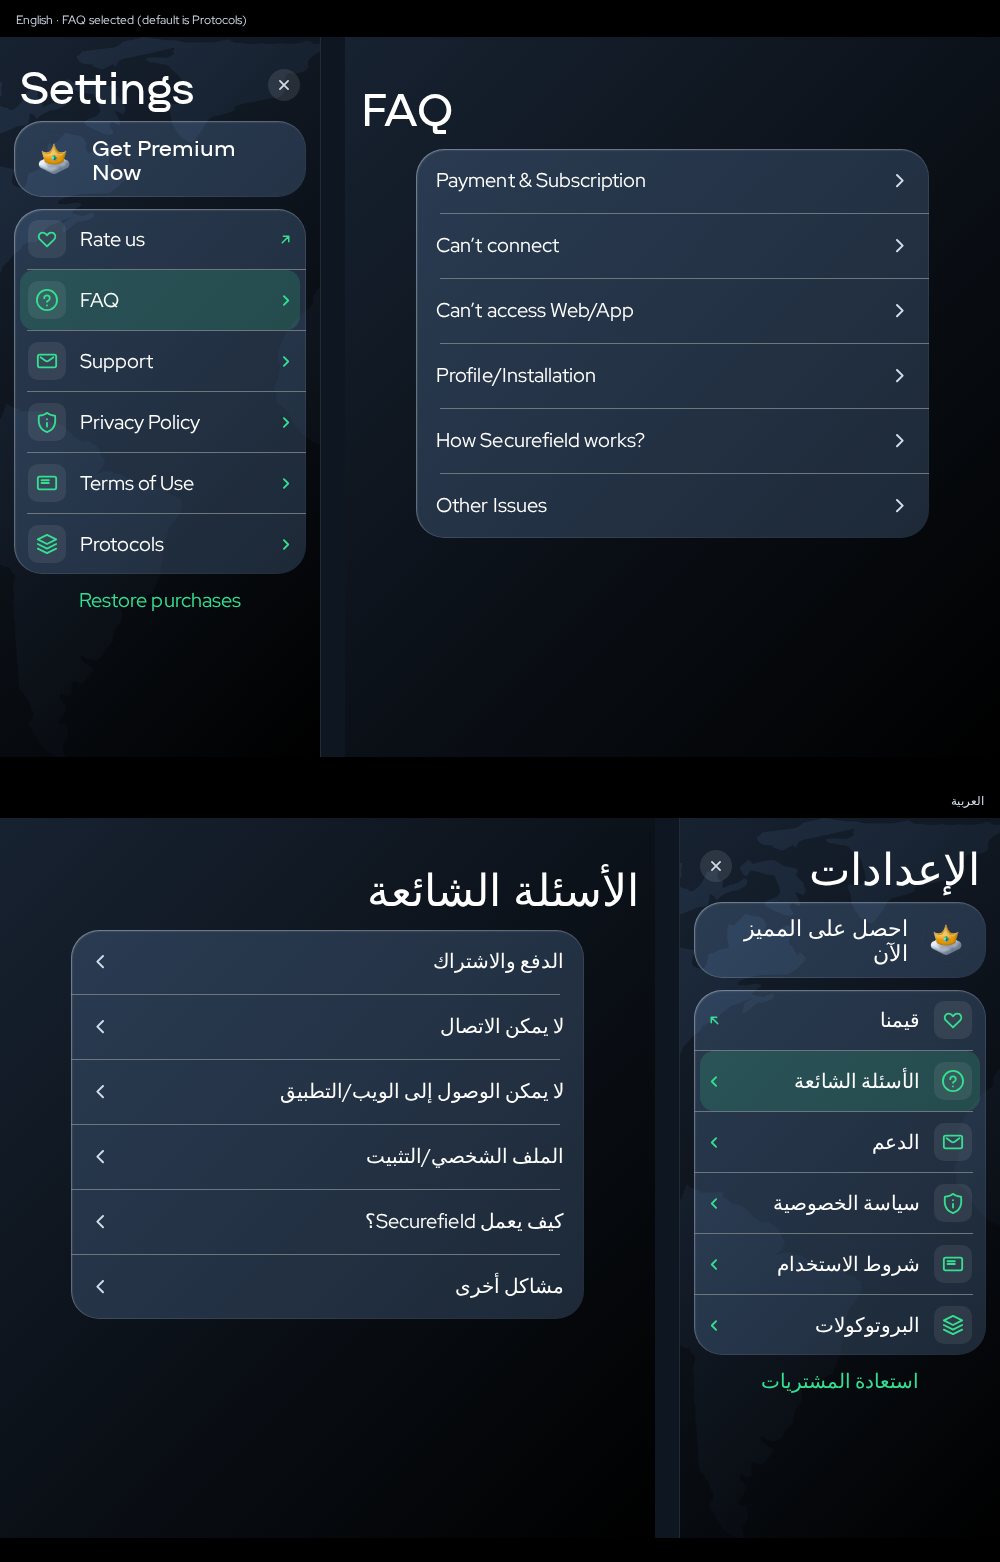 English · FAQ selected (default is Protocols)
Settings
Get Premium
Now
Rate us
FAQ
Support
Privacy Policy
Terms of Use
Protocols
Restore purchases
FAQ
Payment & Subscription
Can’t connect
Can’t access Web/App
Profile/Installation
How Securefield works?
Other Issues
العربية
الإعدادات
احصل على المميز
الآن
قيمنا
الأسئلة الشائعة
الدعم
سياسة الخصوصية
شروط الاستخدام
البروتوكولات
استعادة المشتريات
الأسئلة الشائعة
الدفع والاشتراك
لا يمكن الاتصال
لا يمكن الوصول إلى الويب/التطبيق
الملف الشخصي/التثبيت
كيف يعمل Securefield؟
مشاكل أخرى